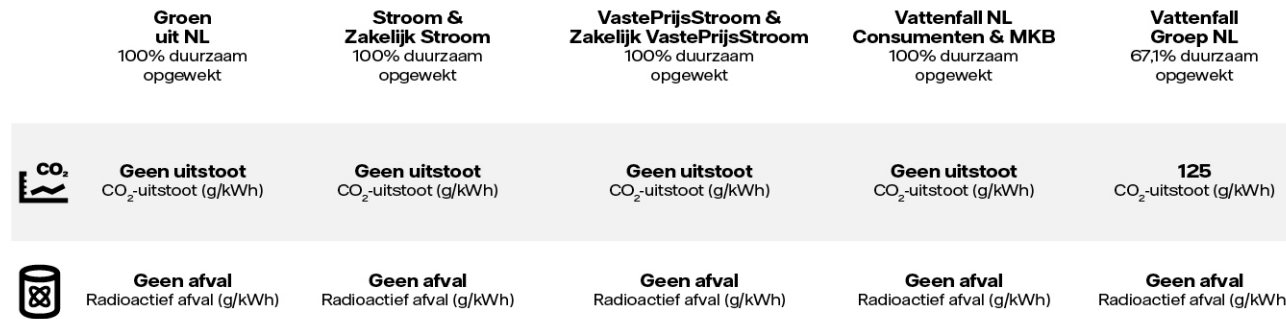 Groen
uit NL
100% duurzaam
opgewekt
Stroom &
Zakelijk Stroom
100% duurzaam
opgewekt
VastePrijsStroom &
Zakelijk VastePrijsStroom
100% duurzaam
opgewekt
Vattenfall NL
Consumenten & MKB
100% duurzaam
opgewekt
Vattenfall
Groep NL
67,1% duurzaam
opgewekt
CO₂
Geen uitstoot
CO₂-uitstoot (g/kWh)
Geen uitstoot
CO₂-uitstoot (g/kWh)
Geen uitstoot
CO₂-uitstoot (g/kWh)
Geen uitstoot
CO₂-uitstoot (g/kWh)
125
CO₂-uitstoot (g/kWh)
Geen afval
Radioactief afval (g/kWh)
Geen afval
Radioactief afval (g/kWh)
Geen afval
Radioactief afval (g/kWh)
Geen afval
Radioactief afval (g/kWh)
Geen afval
Radioactief afval (g/kWh